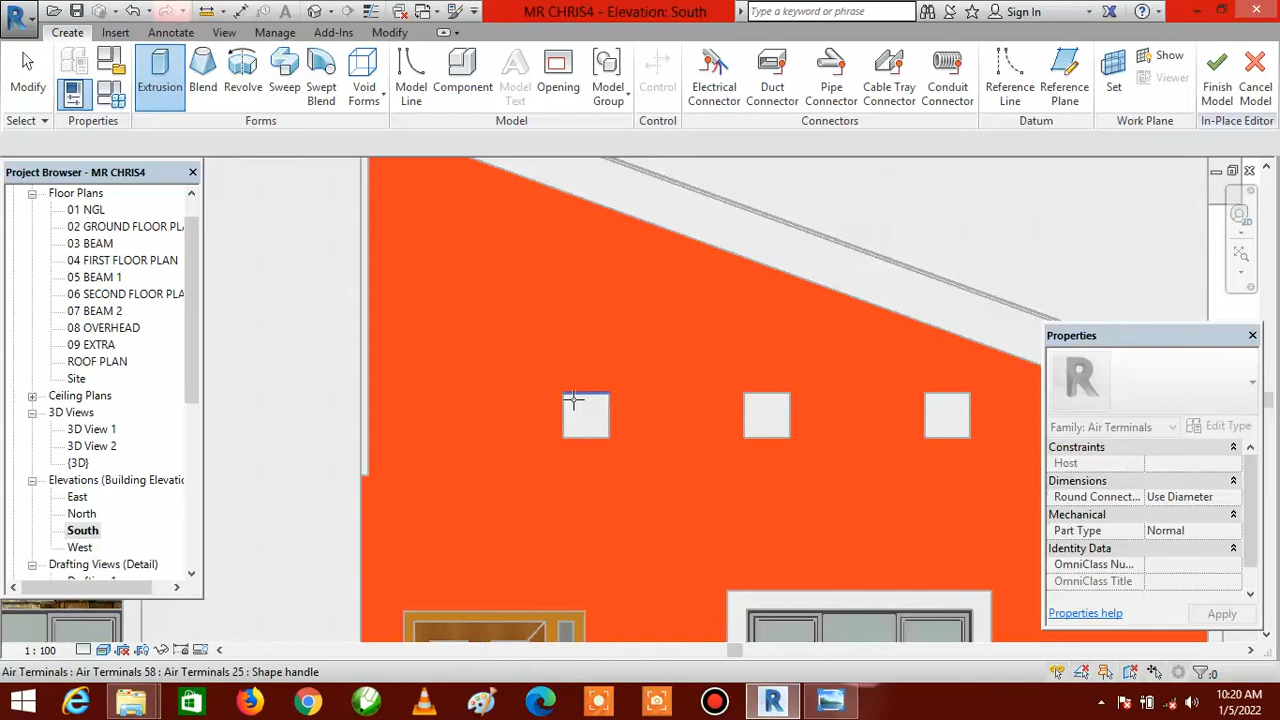 MR CHRIS4 - Elevation: South
Type a keyword or phrase
Sign In
Create Insert Annotate View Manage Add-Ins Modify
Modify
Extrusion Blend Revolve Sweep Swept Blend Void Forms
Model Line Component Model Text Opening Model Group
Control
Electrical Connector Duct Connector Pipe Connector Cable Tray Connector Conduit Connector
Reference Line Reference Plane
Set Show Viewer
Finish Model Cancel Model
Select Properties Forms Model Control Connectors Datum Work Plane In-Place Editor
Project Browser - MR CHRIS4
Floor Plans
01 NGL
02 GROUND FLOOR PLA
03 BEAM
04 FIRST FLOOR PLAN
05 BEAM 1
06 SECOND FLOOR PLA
07 BEAM 2
08 OVERHEAD
09 EXTRA
ROOF PLAN
Site
Ceiling Plans
3D Views
3D View 1
3D View 2
{3D}
Elevations (Building Elevatio
East
North
South
West
Drafting Views (Detail)
2D
Properties
Family: Air Terminals
Edit Type
Constraints
Host
Dimensions
Round Connect... Use Diameter
Mechanical
Part Type Normal
Identity Data
OmniClass Nu...
OmniClass Title
Properties help
Apply
1 : 100
Air Terminals : Air Terminals 58 : Air Terminals 25 : Shape handle
:0
10:20 AM
1/5/2022